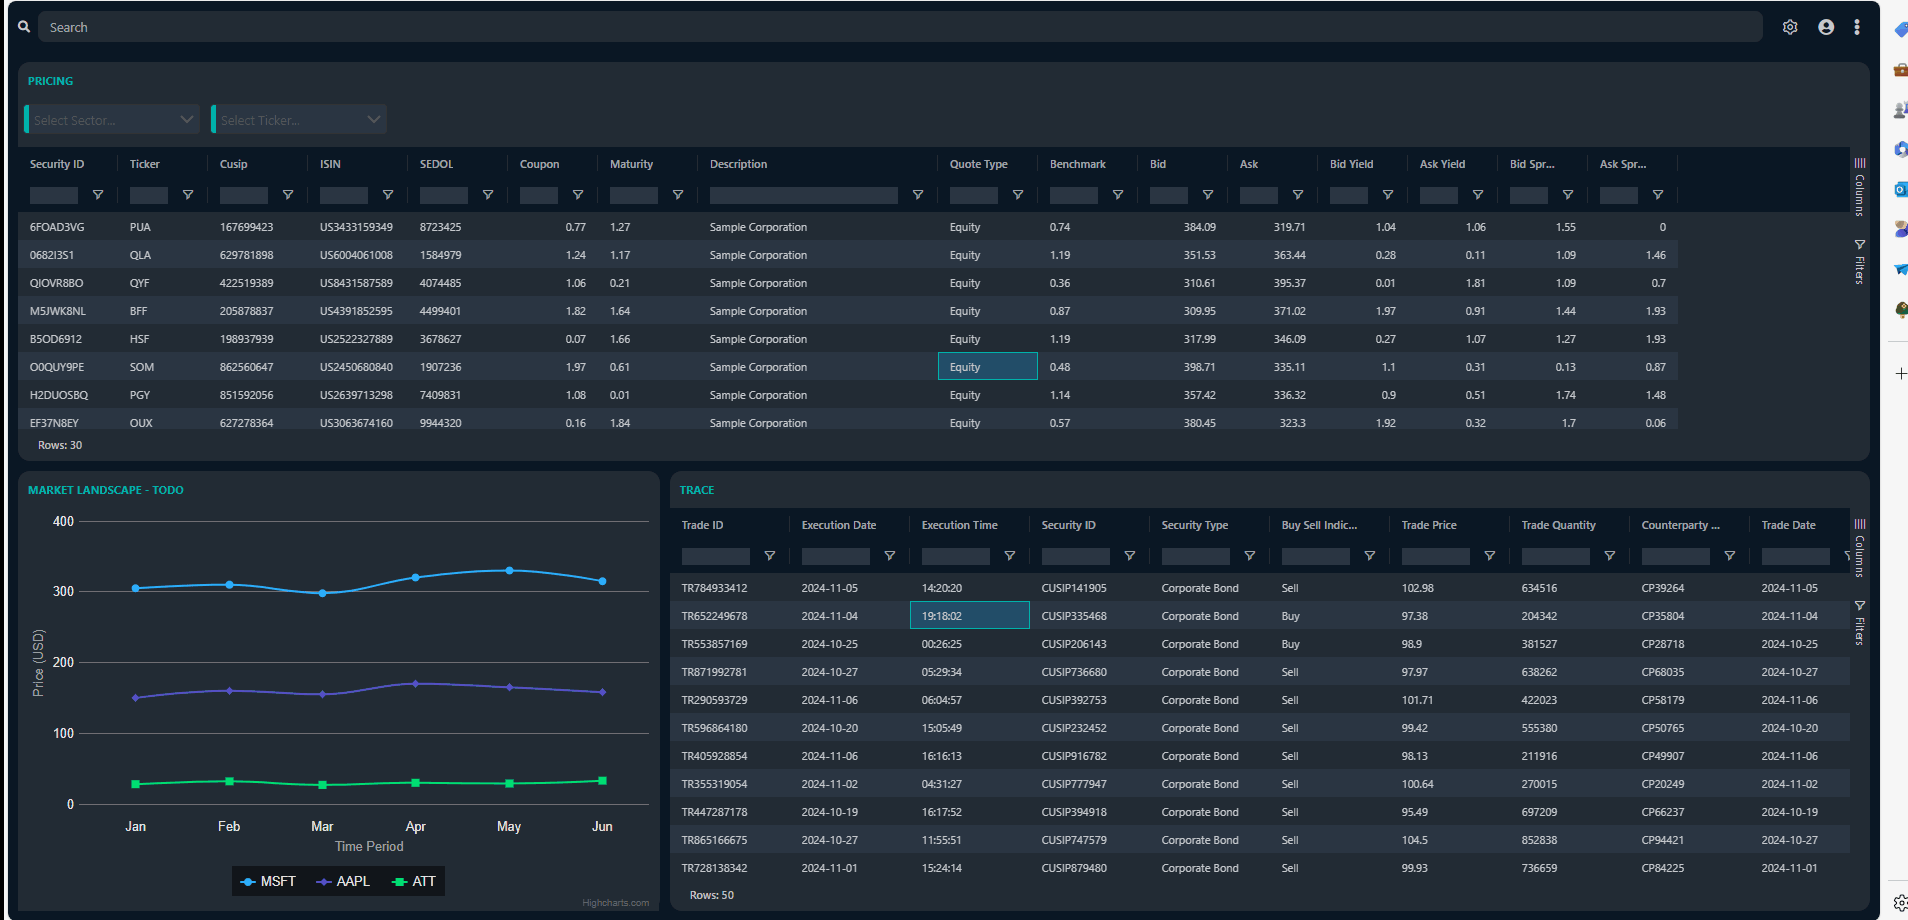 Search
PRICING
Select Sector... Select Ticker...
Security ID Ticker Cusip ISIN SEDOL Coupon Maturity Description Quote Type Benchmark Bid Ask Bid Yield Ask Yield Bid Spr... Ask Spr...
Columns
Filters
6FOAD3VG PUA 167699423 US3433159349 8723425 0.77 1.27 Sample Corporation Equity 0.74 384.09 319.71 1.04 1.06 1.55 0
0682I3S1 QLA 629781898 US6004061008 1584979 1.24 1.17 Sample Corporation Equity 1.19 351.53 363.44 0.28 0.11 1.09 1.46
QIOVR8BO QYF 422519389 US8431587589 4074485 1.06 0.21 Sample Corporation Equity 0.36 310.61 395.37 0.01 1.81 1.09 0.7
M5JWK8NL BFF 205878837 US4391852595 4499401 1.82 1.64 Sample Corporation Equity 0.87 309.95 371.02 1.97 0.91 1.44 1.93
B5OD6912 HSF 198937939 US2522327889 3678627 0.07 1.66 Sample Corporation Equity 1.19 317.99 346.09 0.27 1.07 1.27 1.93
O0QUY9PE SOM 862560647 US2450680840 1907236 1.97 0.61 Sample Corporation Equity 0.48 398.71 335.11 1.1 0.31 0.13 0.87
H2DUOSBQ PGY 851592056 US2639713298 7409831 1.08 0.01 Sample Corporation Equity 1.14 357.42 336.32 0.9 0.51 1.74 1.48
EF37N8EY OUX 627278364 US3063674160 9944320 0.16 1.84 Sample Corporation Equity 0.57 380.45 323.3 1.92 0.32 1.7 0.06
Rows: 30
MARKET LANDSCAPE - TODO
400
300
200
100
0
Price (USD)
Jan Feb Mar Apr May Jun
Time Period
MSFT AAPL ATT
Highcharts.com
TRACE
Trade ID Execution Date Execution Time Security ID Security Type Buy Sell Indic... Trade Price Trade Quantity Counterparty ... Trade Date
Columns
Filters
TR784933412 2024-11-05 14:20:20 CUSIP141905 Corporate Bond Sell 102.98 634516 CP39264 2024-11-05
TR652249678 2024-11-04 19:18:02 CUSIP335468 Corporate Bond Buy 97.38 204342 CP35804 2024-11-04
TR553857169 2024-10-25 00:26:25 CUSIP206143 Corporate Bond Buy 98.9 381527 CP28718 2024-10-25
TR871992781 2024-10-27 05:29:34 CUSIP736680 Corporate Bond Sell 97.97 638262 CP68035 2024-10-27
TR290593729 2024-11-06 06:04:57 CUSIP392753 Corporate Bond Sell 101.71 422023 CP58179 2024-11-06
TR596864180 2024-10-20 15:05:49 CUSIP232452 Corporate Bond Sell 99.42 555380 CP50765 2024-10-20
TR405928854 2024-11-06 16:16:13 CUSIP916782 Corporate Bond Sell 98.13 211916 CP49907 2024-11-06
TR355319054 2024-11-02 04:31:27 CUSIP777947 Corporate Bond Sell 100.64 270015 CP20249 2024-11-02
TR447287178 2024-10-19 16:17:52 CUSIP394918 Corporate Bond Sell 95.49 697209 CP66237 2024-10-19
TR865166675 2024-10-27 11:55:51 CUSIP747579 Corporate Bond Sell 104.5 852838 CP94421 2024-10-27
TR728138342 2024-11-01 15:24:14 CUSIP879480 Corporate Bond Sell 99.93 736659 CP84225 2024-11-01
Rows: 50